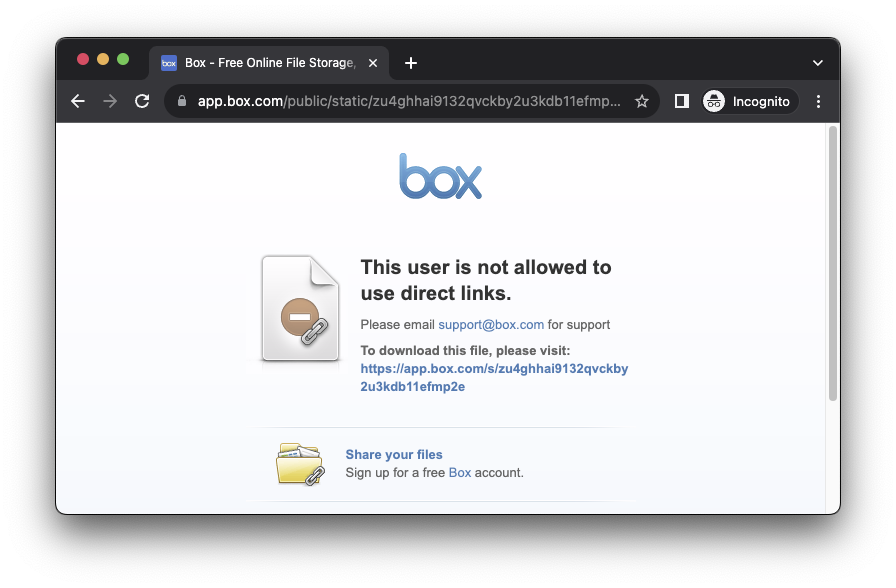 box
Box - Free Online File Storage,
app.box.com/public/static/zu4ghhai9132qvckby2u3kdb11efmp...
Incognito
box
This user is not allowed to
use direct links.
Please email support@box.com for support
To download this file, please visit:
https://app.box.com/s/zu4ghhai9132qvckby
2u3kdb11efmp2e
Share your files
Sign up for a free Box account.